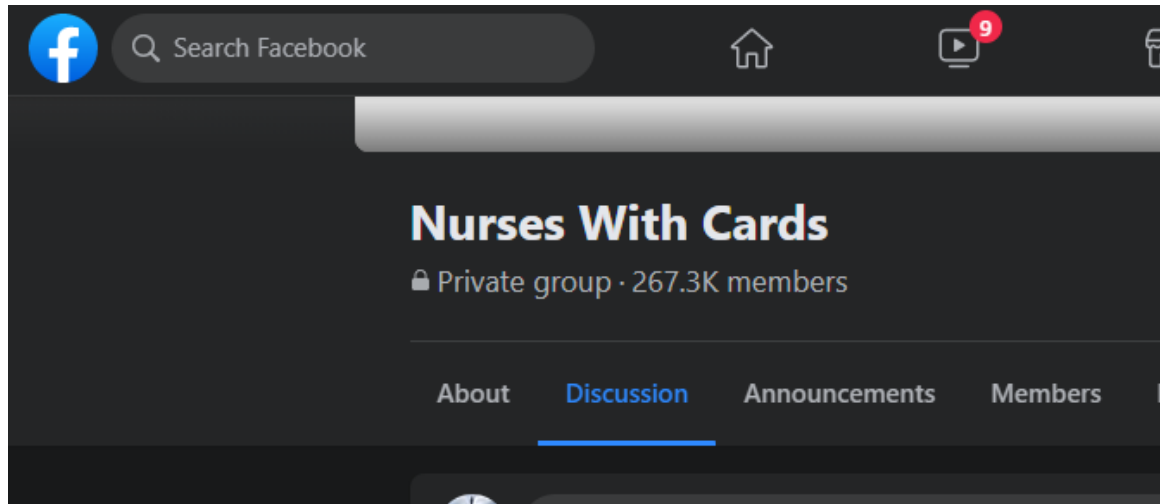 Search Facebook
9
Nurses With Cards
Private group · 267.3K members
About Discussion Announcements Members